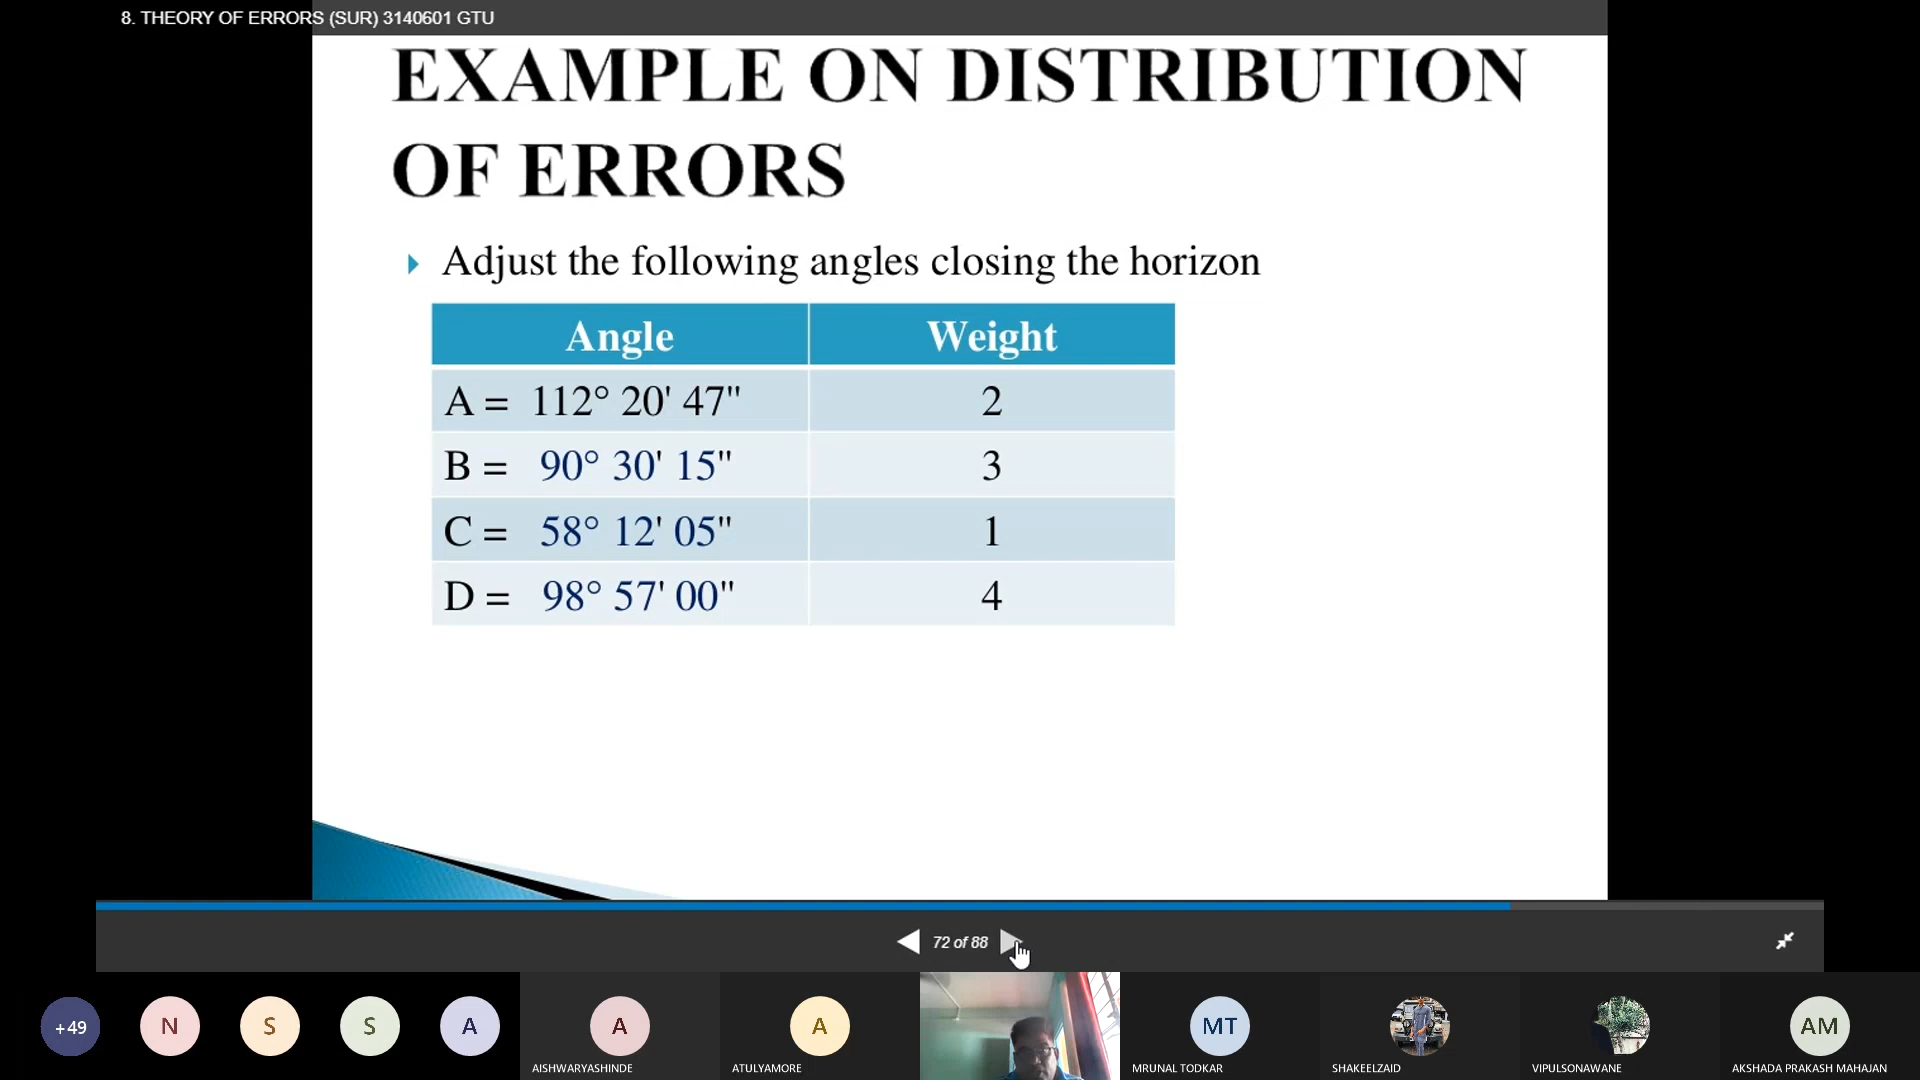 8. THEORY OF ERRORS (SUR) 3140601 GTU
EXAMPLE ON DISTRIBUTION
OF ERRORS
Adjust the following angles closing the horizon
Angle Weight
A = 112° 20' 47" 2
B = 90° 30' 15" 3
C = 58° 12' 05" 1
D = 98° 57' 00" 4
72 of 88
+49 N S S A A A MT AM
AISHWARYASHINDE ATULYAMORE MRUNAL TODKAR SHAKEELZAID VIPULSONAWANE AKSHADA PRAKASH MAHAJAN